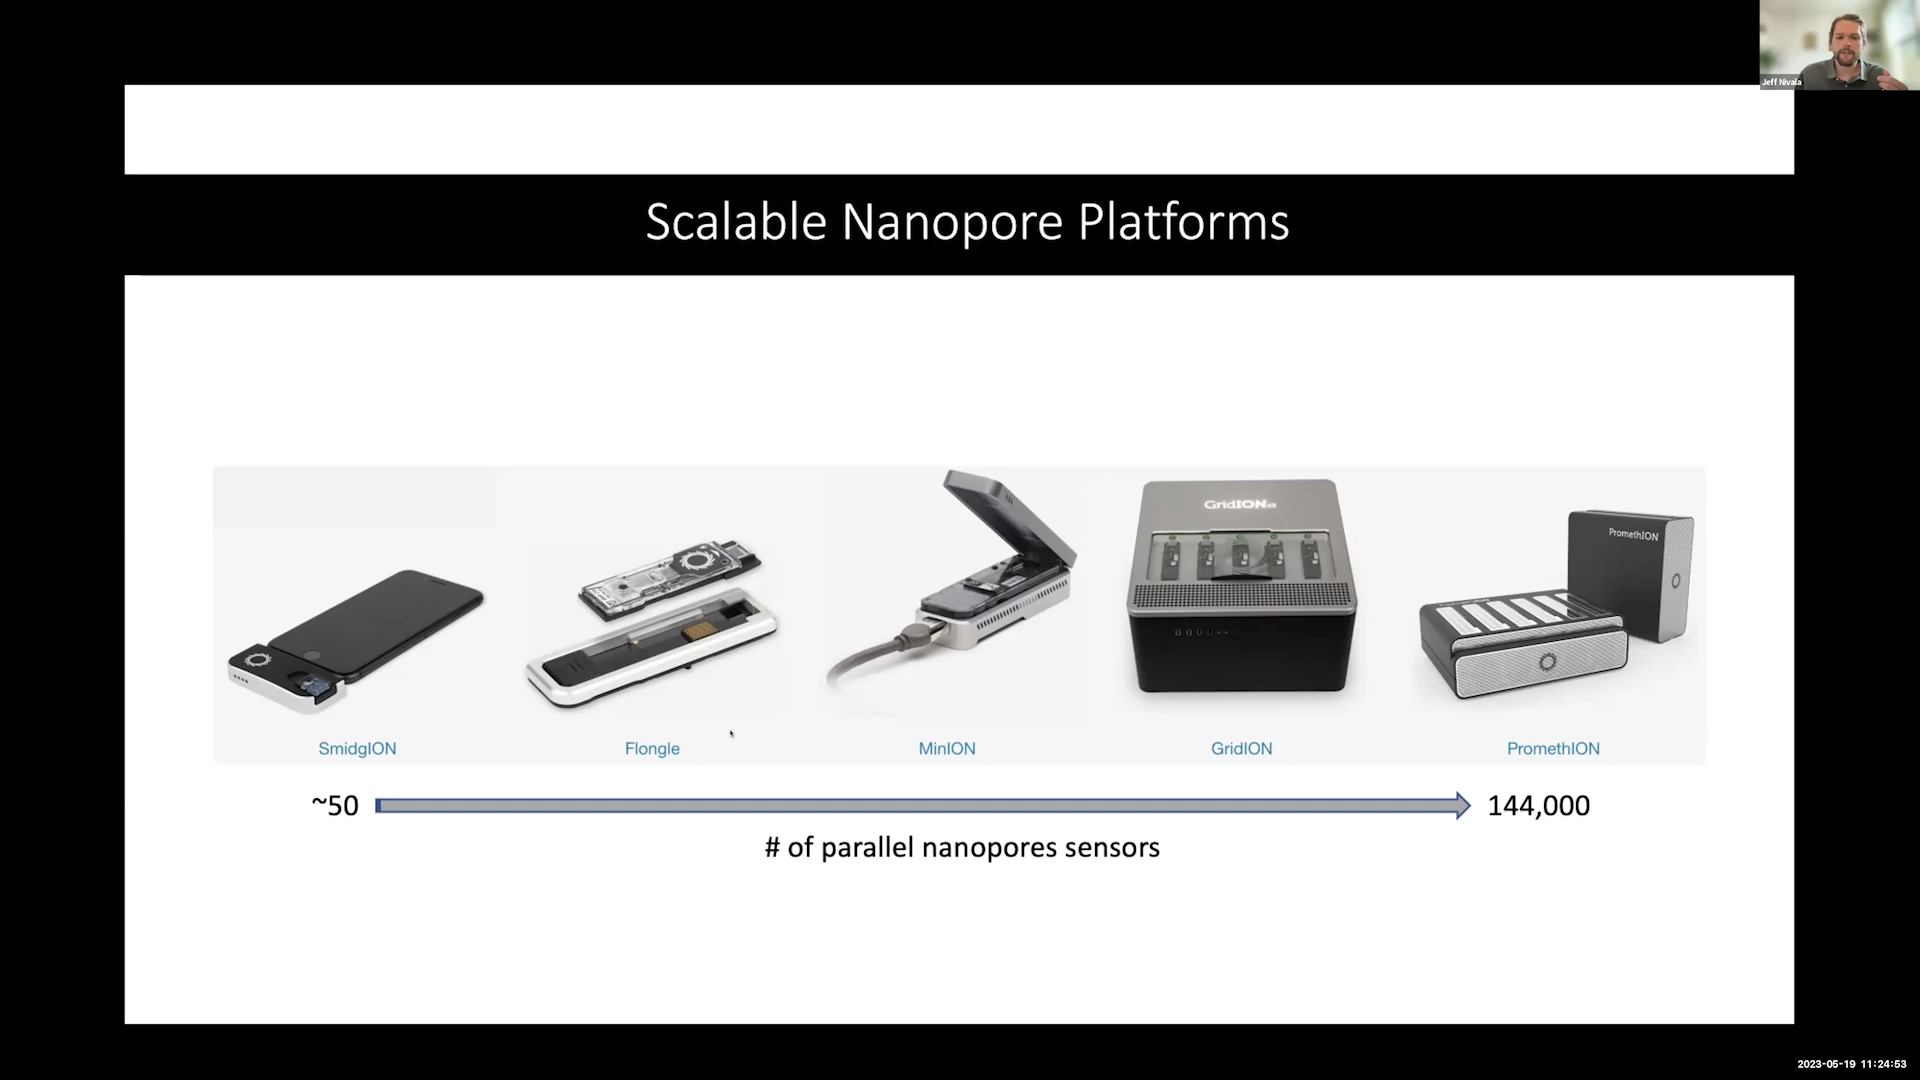 Jeff Nivala
Scalable Nanopore Platforms
GridIONx5
PromethION
SmidgION
Flongle
MinION
GridION
PromethION
~50
144,000
# of parallel nanopores sensors
2023-05-19 11:24:53